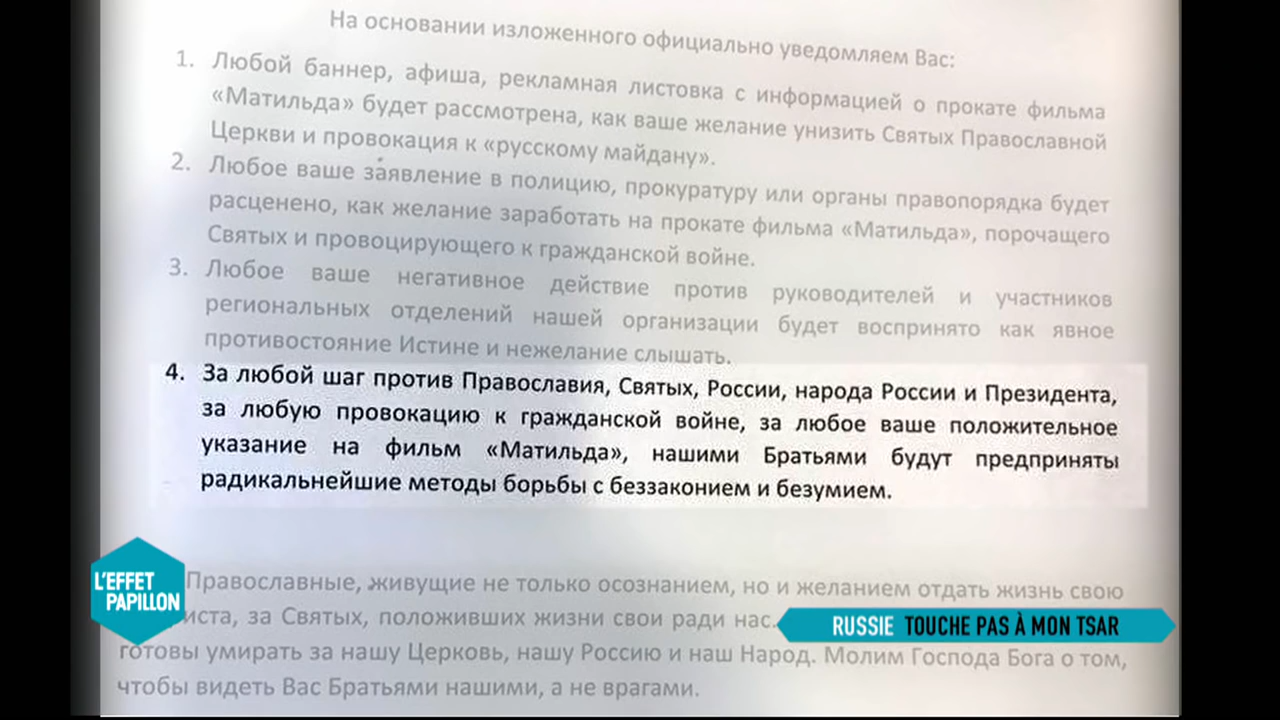 На основании изложенного официально уведомляем Вас:
1. Любой баннер, афиша, рекламная листовка с информацией о прокате фильма
«Матильда» будет рассмотрена, как ваше желание унизить Святых Православной
Церкви и провокация к «русскому майдану».
2. Любое ваше заявление в полицию, прокуратуру или органы правопорядка будет
расценено, как желание заработать на прокате фильма «Матильда», порочащего
Святых и провоцирующего к гражданской войне.
3. Любое ваше негативное действие против руководителей и участников
региональных отделений нашей организации будет воспринято как явное
противостояние Истине и нежелание слышать.
4. За любой шаг против Православия, Святых, России, народа России и Президента,
за любую провокацию к гражданской войне, за любое ваше положительное
указание на фильм «Матильда», нашими Братьями будут предприняты
радикальнейшие методы борьбы с беззаконием и безумием.
Православные, живущие не только осознанием, но и желанием отдать жизнь свою
иста, за Святых, положивших жизни свои ради нас.
готовы умирать за нашу Церковь, нашу Россию и наш Народ. Молим Господа Бога о том,
чтобы видеть Вас Братьями нашими, а не врагами.
L'EFFET
PAPILLON
RUSSIE TOUCHE PAS À MON TSAR